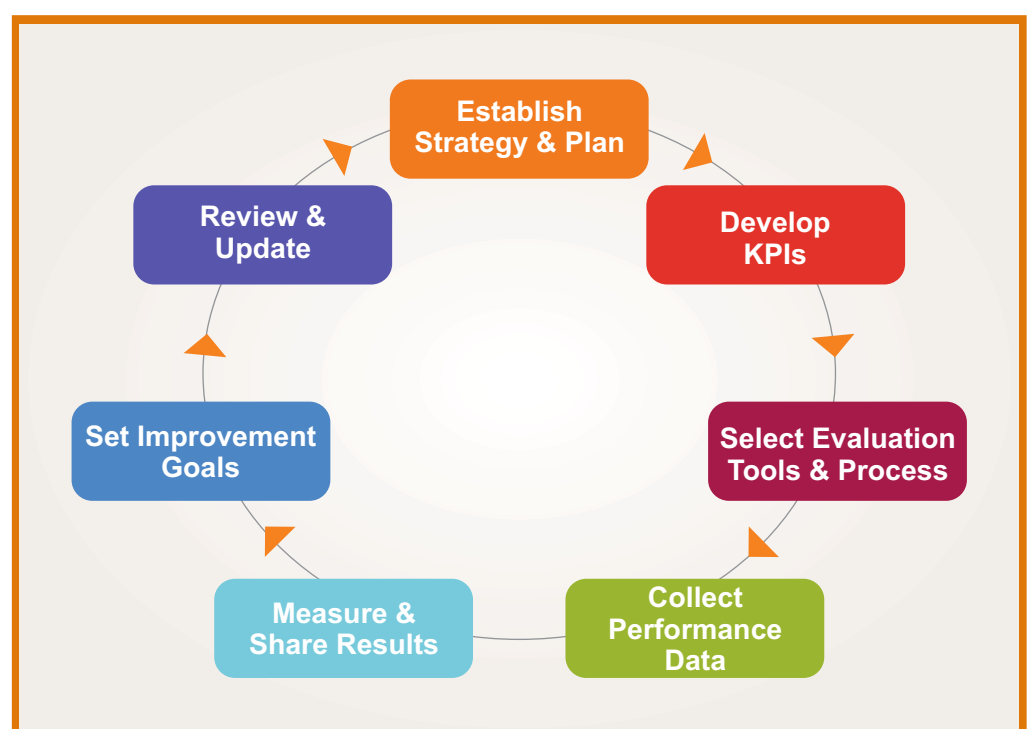 Establish
Strategy & Plan
Develop
KPIs
Select Evaluation
Tools & Process
Collect
Performance
Data
Measure &
Share Results
Set Improvement
Goals
Review &
Update